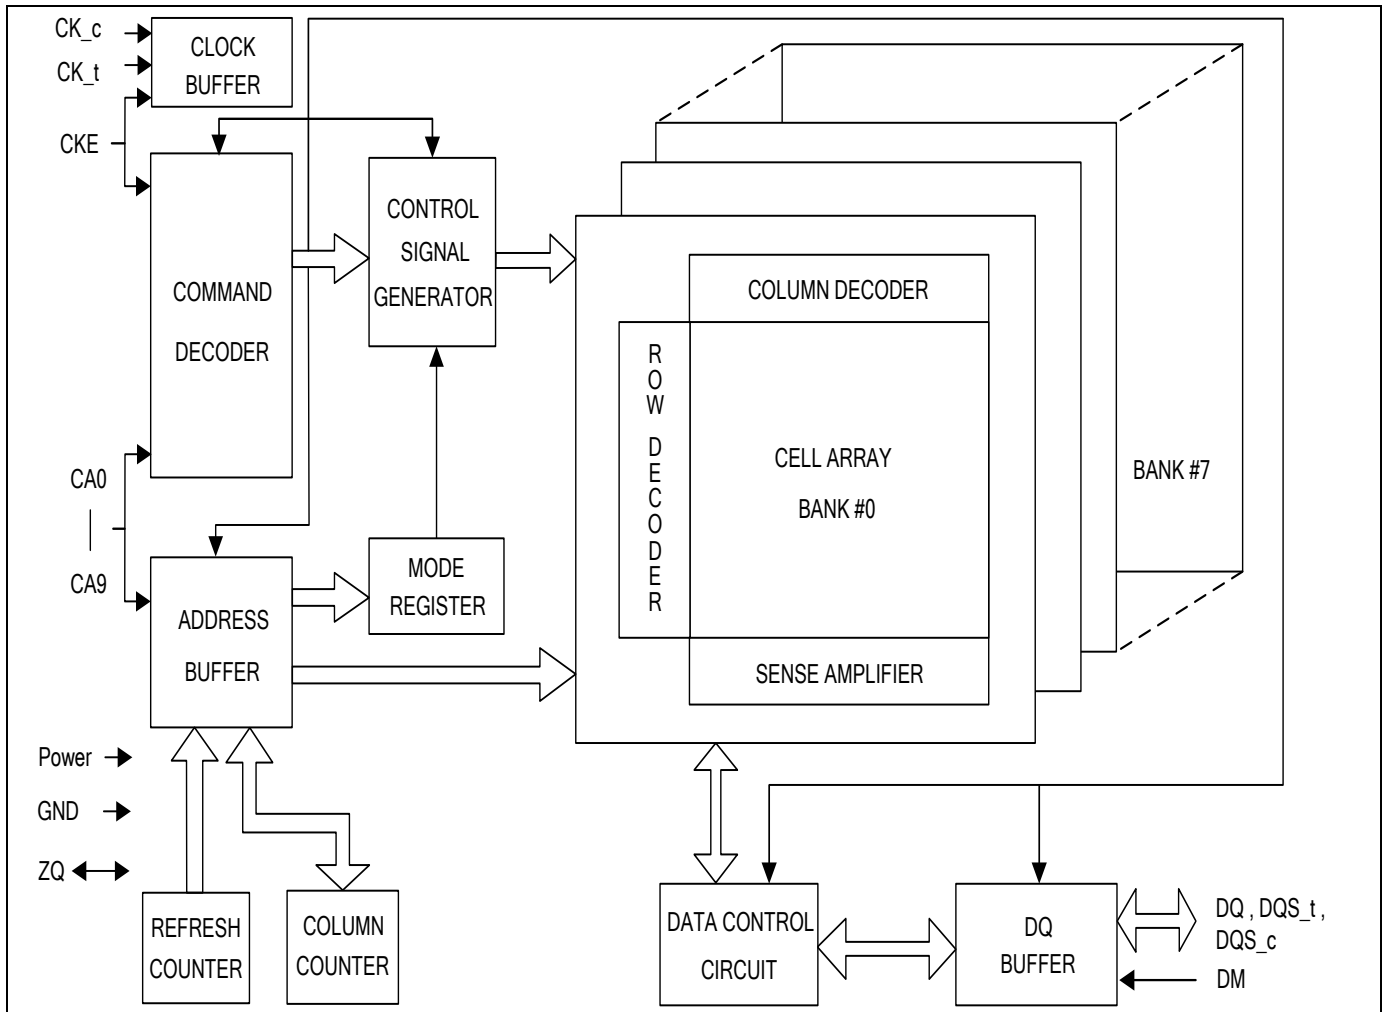 CK_c
CK_t
CKE
CLOCK
BUFFER
COMMAND
DECODER
CONTROL
SIGNAL
GENERATOR
COLUMN DECODER
ROW DECODER
CELL ARRAY
BANK #0
SENSE AMPLIFIER
BANK #7
CA0
CA9
ADDRESS
BUFFER
MODE
REGISTER
Power
GND
ZQ
REFRESH
COUNTER
COLUMN
COUNTER
DATA CONTROL
CIRCUIT
DQ
BUFFER
DQ , DQS_t ,
DQS_c
DM